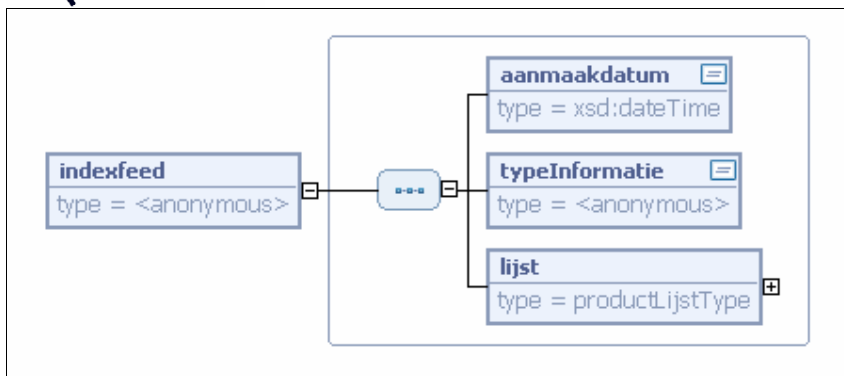 aanmaakdatum
type = xsd:dateTime
indexfeed
type = <anonymous>
typeInformatie
type = <anonymous>
lijst
type = productLijstType